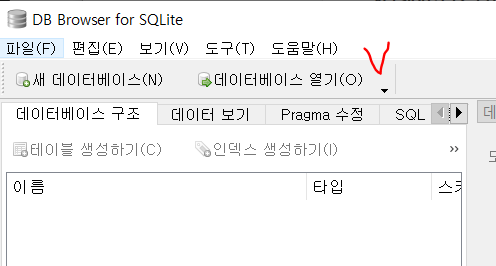 DB Browser for SQLite
파일(F) 편집(E) 보기(V) 도구(T) 도움말(H)
새 데이터베이스(N) 데이터베이스 열기(O)
데이터베이스 구조 데이터 보기 Pragma 수정 SQL
테이블 생성하기(C) 인덱스 생성하기(I) »
이름 타입